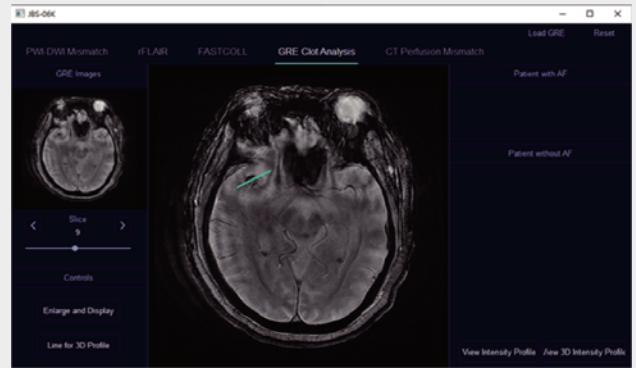 JBS-06K
Load GRE Reset
PWI-DWI Mismatch rFLAIR FASTCOLL GRE Clot Analysis CT Perfusion Mismatch
GRE Images
Patient with AF
Patient without AF
Slice
9
Controls
Enlarge and Display
Line for 3D Profile
View Intensity Profile /iew 3D Intensity Profile